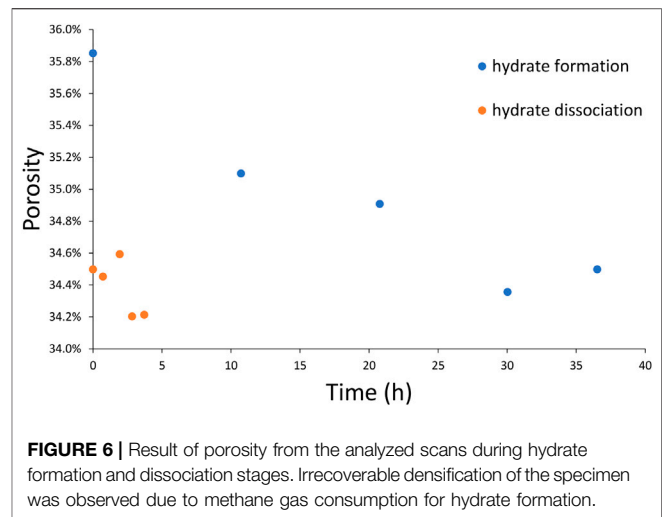 36.0%
35.8%
35.6%
35.4%
35.2%
35.0%
34.8%
34.6%
34.4%
34.2%
34.0%
Porosity
hydrate formation
hydrate dissociation
0 5 10 15 20 25 30 35 40
Time (h)
FIGURE 6 | Result of porosity from the analyzed scans during hydrate
formation and dissociation stages. Irrecoverable densification of the specimen
was observed due to methane gas consumption for hydrate formation.